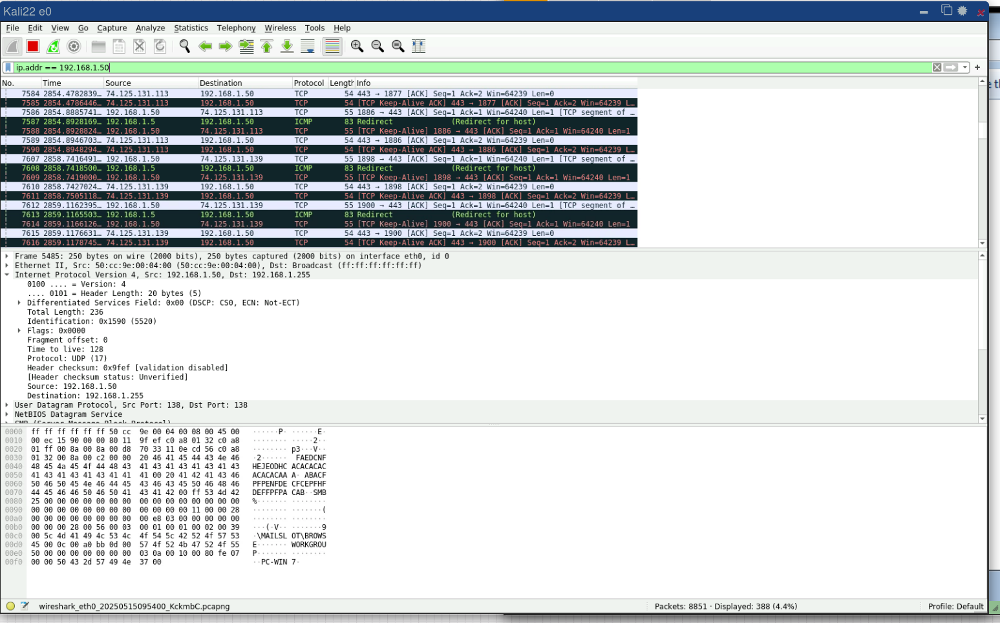 Kali22 e0
File Edit View Go Capture Analyze Statistics Telephony Wireless Tools Help
ip.addr == 192.168.1.50
No. Time Source Destination Protocol Length Info
7584 2854.4782839… 74.125.131.113 192.168.1.50 TCP 54 443 → 1877 [ACK] Seq=1 Ack=2 Win=64239 Len=0
7585 2854.4786446… 74.125.131.113 192.168.1.50 TCP 54 [TCP Keep-Alive ACK] 443 → 1877 [ACK] Seq=1 Ack=2 Win=64239 L…
7586 2854.8885741… 192.168.1.50 74.125.131.113 TCP 55 1886 → 443 [ACK] Seq=1 Ack=1 Win=64240 Len=1 [TCP segment of …
7587 2854.8928169… 192.168.1.5 192.168.1.50 ICMP 83 Redirect (Redirect for host)
7588 2854.8928824… 192.168.1.50 74.125.131.113 TCP 55 [TCP Keep-Alive] 1886 → 443 [ACK] Seq=1 Ack=1 Win=64240 Len=1
7589 2854.8946703… 74.125.131.113 192.168.1.50 TCP 54 443 → 1886 [ACK] Seq=1 Ack=2 Win=64239 Len=0
7590 2854.8948294… 74.125.131.113 192.168.1.50 TCP 54 [TCP Keep-Alive ACK] 443 → 1886 [ACK] Seq=1 Ack=2 Win=64239 L…
7607 2858.7416491… 192.168.1.50 74.125.131.139 TCP 55 1898 → 443 [ACK] Seq=1 Ack=1 Win=64240 Len=1 [TCP segment of …
7608 2858.7418500… 192.168.1.5 192.168.1.50 ICMP 83 Redirect (Redirect for host)
7609 2858.7419000… 192.168.1.50 74.125.131.139 TCP 55 [TCP Keep-Alive] 1898 → 443 [ACK] Seq=1 Ack=1 Win=64240 Len=1
7610 2858.7427024… 74.125.131.139 192.168.1.50 TCP 54 443 → 1898 [ACK] Seq=1 Ack=2 Win=64239 Len=0
7611 2858.7505118… 74.125.131.139 192.168.1.50 TCP 54 [TCP Keep-Alive ACK] 443 → 1898 [ACK] Seq=1 Ack=2 Win=64239 L…
7612 2859.1162395… 192.168.1.50 74.125.131.139 TCP 55 1900 → 443 [ACK] Seq=1 Ack=1 Win=64240 Len=1 [TCP segment of …
7613 2859.1165503… 192.168.1.5 192.168.1.50 ICMP 83 Redirect (Redirect for host)
7614 2859.1166126… 192.168.1.50 74.125.131.139 TCP 55 [TCP Keep-Alive] 1900 → 443 [ACK] Seq=1 Ack=1 Win=64240 Len=1
7615 2859.1176631… 74.125.131.139 192.168.1.50 TCP 54 443 → 1900 [ACK] Seq=1 Ack=2 Win=64239 Len=0
7616 2859.1178745… 74.125.131.139 192.168.1.50 TCP 54 [TCP Keep-Alive ACK] 443 → 1900 [ACK] Seq=1 Ack=2 Win=64239 L…
Frame 5485: 250 bytes on wire (2000 bits), 250 bytes captured (2000 bits) on interface eth0, id 0
Ethernet II, Src: 50:cc:9e:00:04:00 (50:cc:9e:00:04:00), Dst: Broadcast (ff:ff:ff:ff:ff:ff)
Internet Protocol Version 4, Src: 192.168.1.50, Dst: 192.168.1.255
0100 .... = Version: 4
.... 0101 = Header Length: 20 bytes (5)
Differentiated Services Field: 0x00 (DSCP: CS0, ECN: Not-ECT)
Total Length: 236
Identification: 0x1590 (5520)
Flags: 0x0000
Fragment offset: 0
Time to live: 128
Protocol: UDP (17)
Header checksum: 0x9fef [validation disabled]
[Header checksum status: Unverified]
Source: 192.168.1.50
Destination: 192.168.1.255
User Datagram Protocol, Src Port: 138, Dst Port: 138
NetBIOS Datagram Service
SMB (Server Message Block Protocol)
0000 ff ff ff ff ff ff 50 cc 9e 00 04 00 08 00 45 00 ······P· ······E·
0010 00 ec 15 90 00 00 80 11 9f ef c0 a8 01 32 c0 a8 ········ ·····2··
0020 01 ff 00 8a 00 8a 00 d8 70 33 11 0e cd 56 c0 a8 ········ p3···V··
0030 01 32 00 8a 00 c2 00 00 20 46 41 45 44 43 4e 46 ·2······ FAEDCNF
0040 48 45 4a 45 4f 44 48 43 41 43 41 43 41 43 41 43 HEJEODHC ACACACAC
0050 41 43 41 43 41 43 41 41 41 00 20 41 42 41 43 46 ACACACAA A· ABACF
0060 50 46 50 45 4e 46 44 45 43 46 43 45 50 46 48 46 PFPENFDE CFCEPFHF
0070 44 45 46 46 50 46 50 41 43 41 42 00 ff 53 4d 42 DEFFPFPA CAB··SMB
0080 25 00 00 00 00 00 00 00 00 00 00 00 00 00 00 00 %······· ········
0090 00 00 00 00 00 00 00 00 00 00 00 00 11 00 00 28 ········ ·······(
00a0 00 00 00 00 00 00 00 00 00 e8 03 00 00 00 00 00 ········ ········
00b0 00 00 00 28 00 56 00 03 00 01 00 01 00 02 00 39 ···(·V·· ·······9
00c0 00 5c 4d 41 49 4c 53 4c 4f 54 5c 42 52 4f 57 53 ·\MAILSL OT\BROWS
00d0 45 00 0c 00 a0 bb 0d 00 57 4f 52 4b 47 52 4f 55 E······· WORKGROU
00e0 50 00 00 00 00 00 00 00 03 0a 00 10 00 80 fe 07 P······· ········
00f0 00 00 50 43 2d 57 49 4e 37 00 ··PC-WIN 7·
wireshark_eth0_20250515095400_KckmbC.pcapng Packets: 8851 · Displayed: 388 (4.4%) Profile: Default